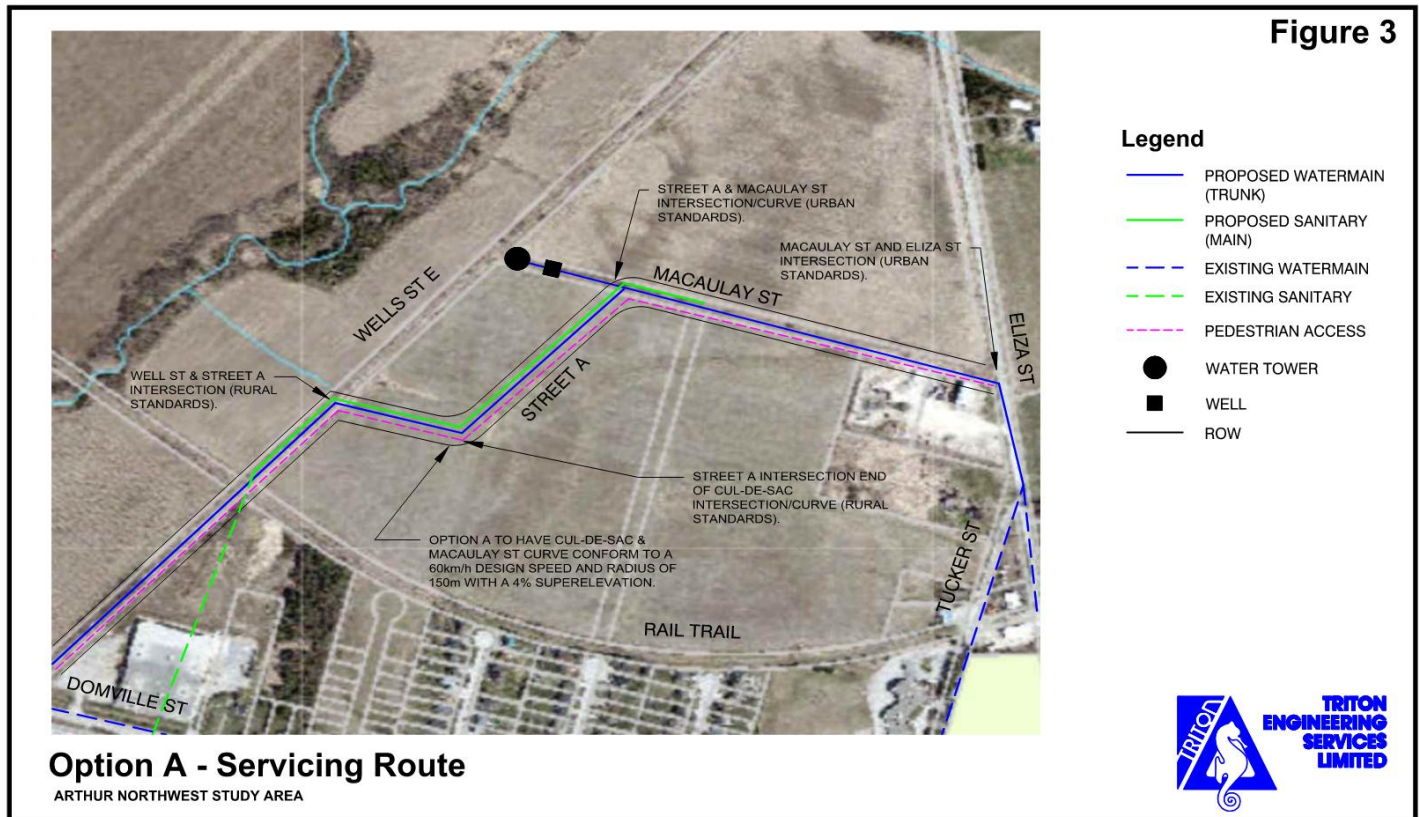 Figure 3
STREET A & MACAULAY ST
INTERSECTION/CURVE (URBAN
STANDARDS).
MACAULAY ST AND ELIZA ST
INTERSECTION (URBAN
STANDARDS).
MACAULAY ST
WELLS ST E
ELIZA ST
WELL ST & STREET A
INTERSECTION (RURAL
STANDARDS).
STREET A
STREET A INTERSECTION END
OF CUL-DE-SAC
INTERSECTION/CURVE (RURAL
STANDARDS).
OPTION A TO HAVE CUL-DE-SAC &
MACAULAY ST CURVE CONFORM TO A
60km/h DESIGN SPEED AND RADIUS OF
150m WITH A 4% SUPERELEVATION.
TUCKER ST
RAIL TRAIL
DOMVILLE ST
Legend
PROPOSED WATERMAIN
(TRUNK)
PROPOSED SANITARY
(MAIN)
EXISTING WATERMAIN
EXISTING SANITARY
PEDESTRIAN ACCESS
WATER TOWER
WELL
ROW
Option A - Servicing Route
ARTHUR NORTHWEST STUDY AREA
TRITON
TRITON
ENGINEERING
SERVICES
LIMITED